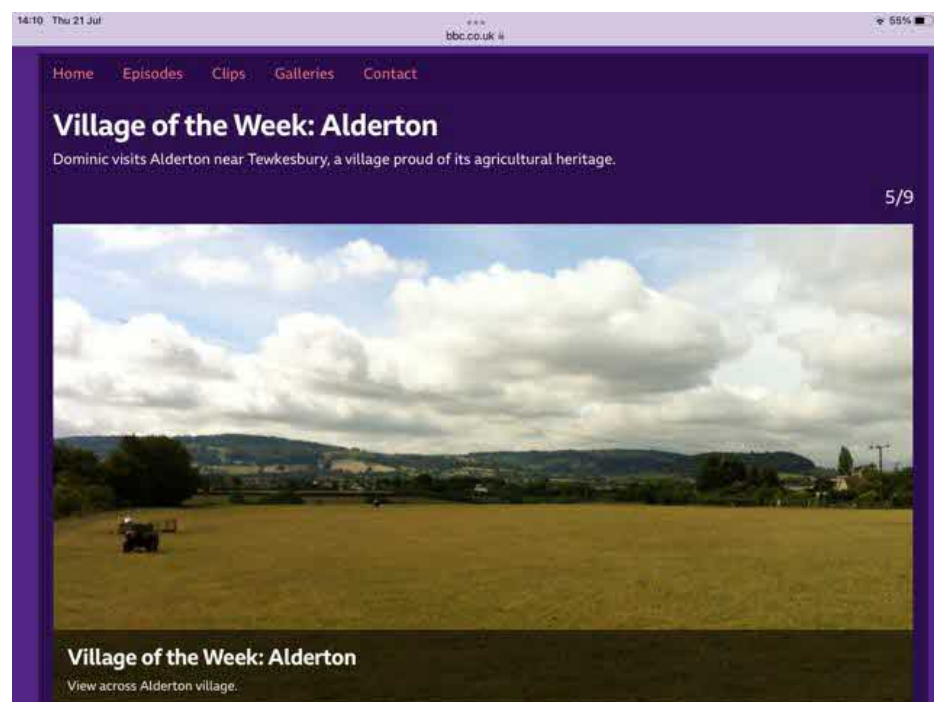 14:10 Thu 21 Jul
55%
bbc.co.uk
Home Episodes Clips Galleries Contact
Village of the Week: Alderton
Dominic visits Alderton near Tewkesbury, a village proud of its agricultural heritage.
5/9
Village of the Week: Alderton
View across Alderton village.